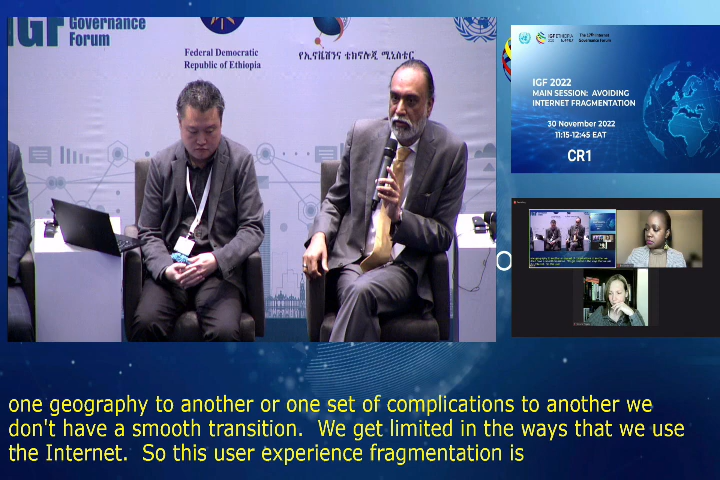 IGF Governance
Forum
Federal Democratic
Republic of Ethiopia
የኢኖቬሽንና ቴክኖሎጂ ሚኒስቴር
IGF 2022
MAIN SESSION: AVOIDING
INTERNET FRAGMENTATION
30 November 2022
11:15-12:45 EAT
CR1
one geography to another or one set of complications to another we
don't have a smooth transition. We get limited in the ways that we use
the Internet. So this user experience fragmentation is